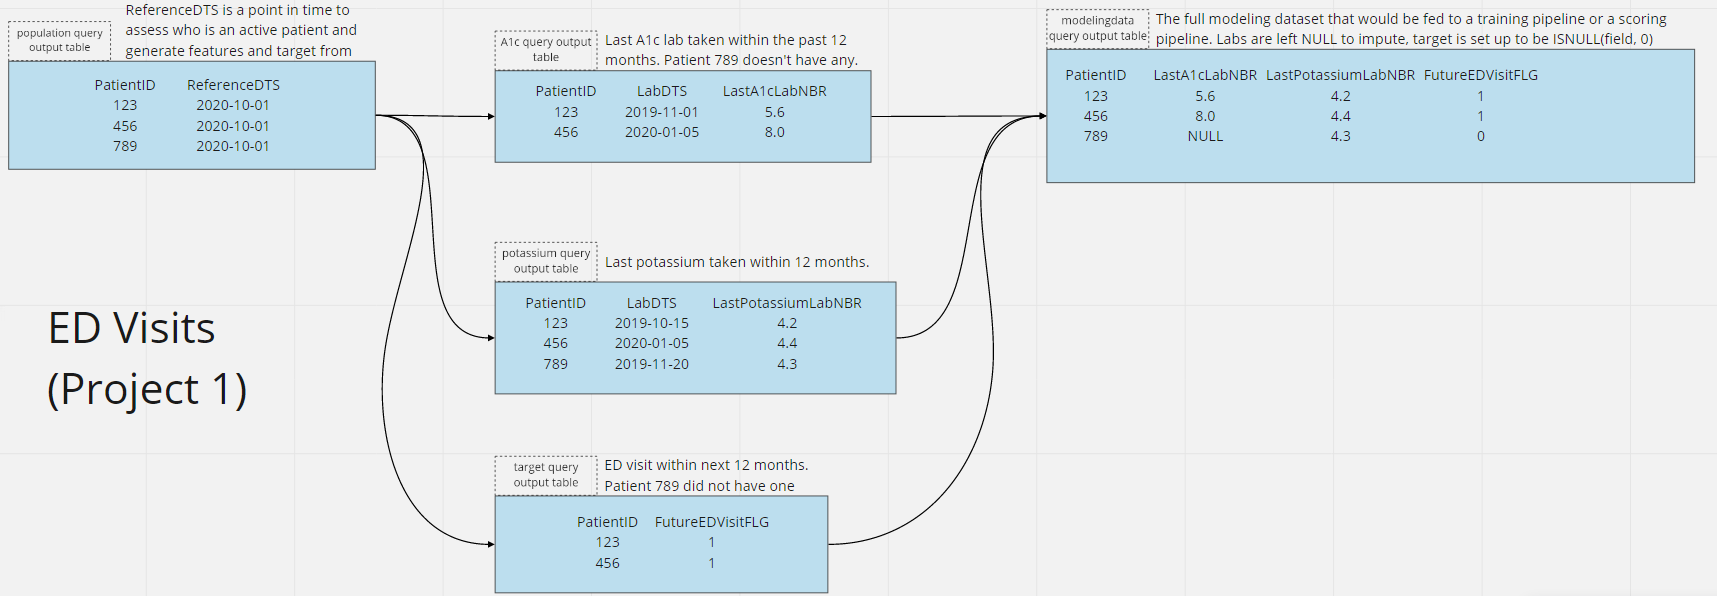 ReferenceDTS is a point in time to
assess who is an active patient and
generate features and target from
population query
output table
PatientID ReferenceDTS
123 2020-10-01
456 2020-10-01
789 2020-10-01
A1c query output
table
Last A1c lab taken within the past 12
months. Patient 789 doesn't have any.
PatientID LabDTS LastA1cLabNBR
123 2019-11-01 5.6
456 2020-01-05 8.0
modelingdata
query output table
The full modeling dataset that would be fed to a training pipeline or a scoring
pipeline. Labs are left NULL to impute, target is set up to be ISNULL(field, 0)
PatientID LastA1cLabNBR LastPotassiumLabNBR FutureEDVisitFLG
123 5.6 4.2 1
456 8.0 4.4 1
789 NULL 4.3 0
potassium query
output table
Last potassium taken within 12 months.
PatientID LabDTS LastPotassiumLabNBR
123 2019-10-15 4.2
456 2020-01-05 4.4
789 2019-11-20 4.3
ED Visits
(Project 1)
target query
output table
ED visit within next 12 months.
Patient 789 did not have one
PatientID FutureEDVisitFLG
123 1
456 1